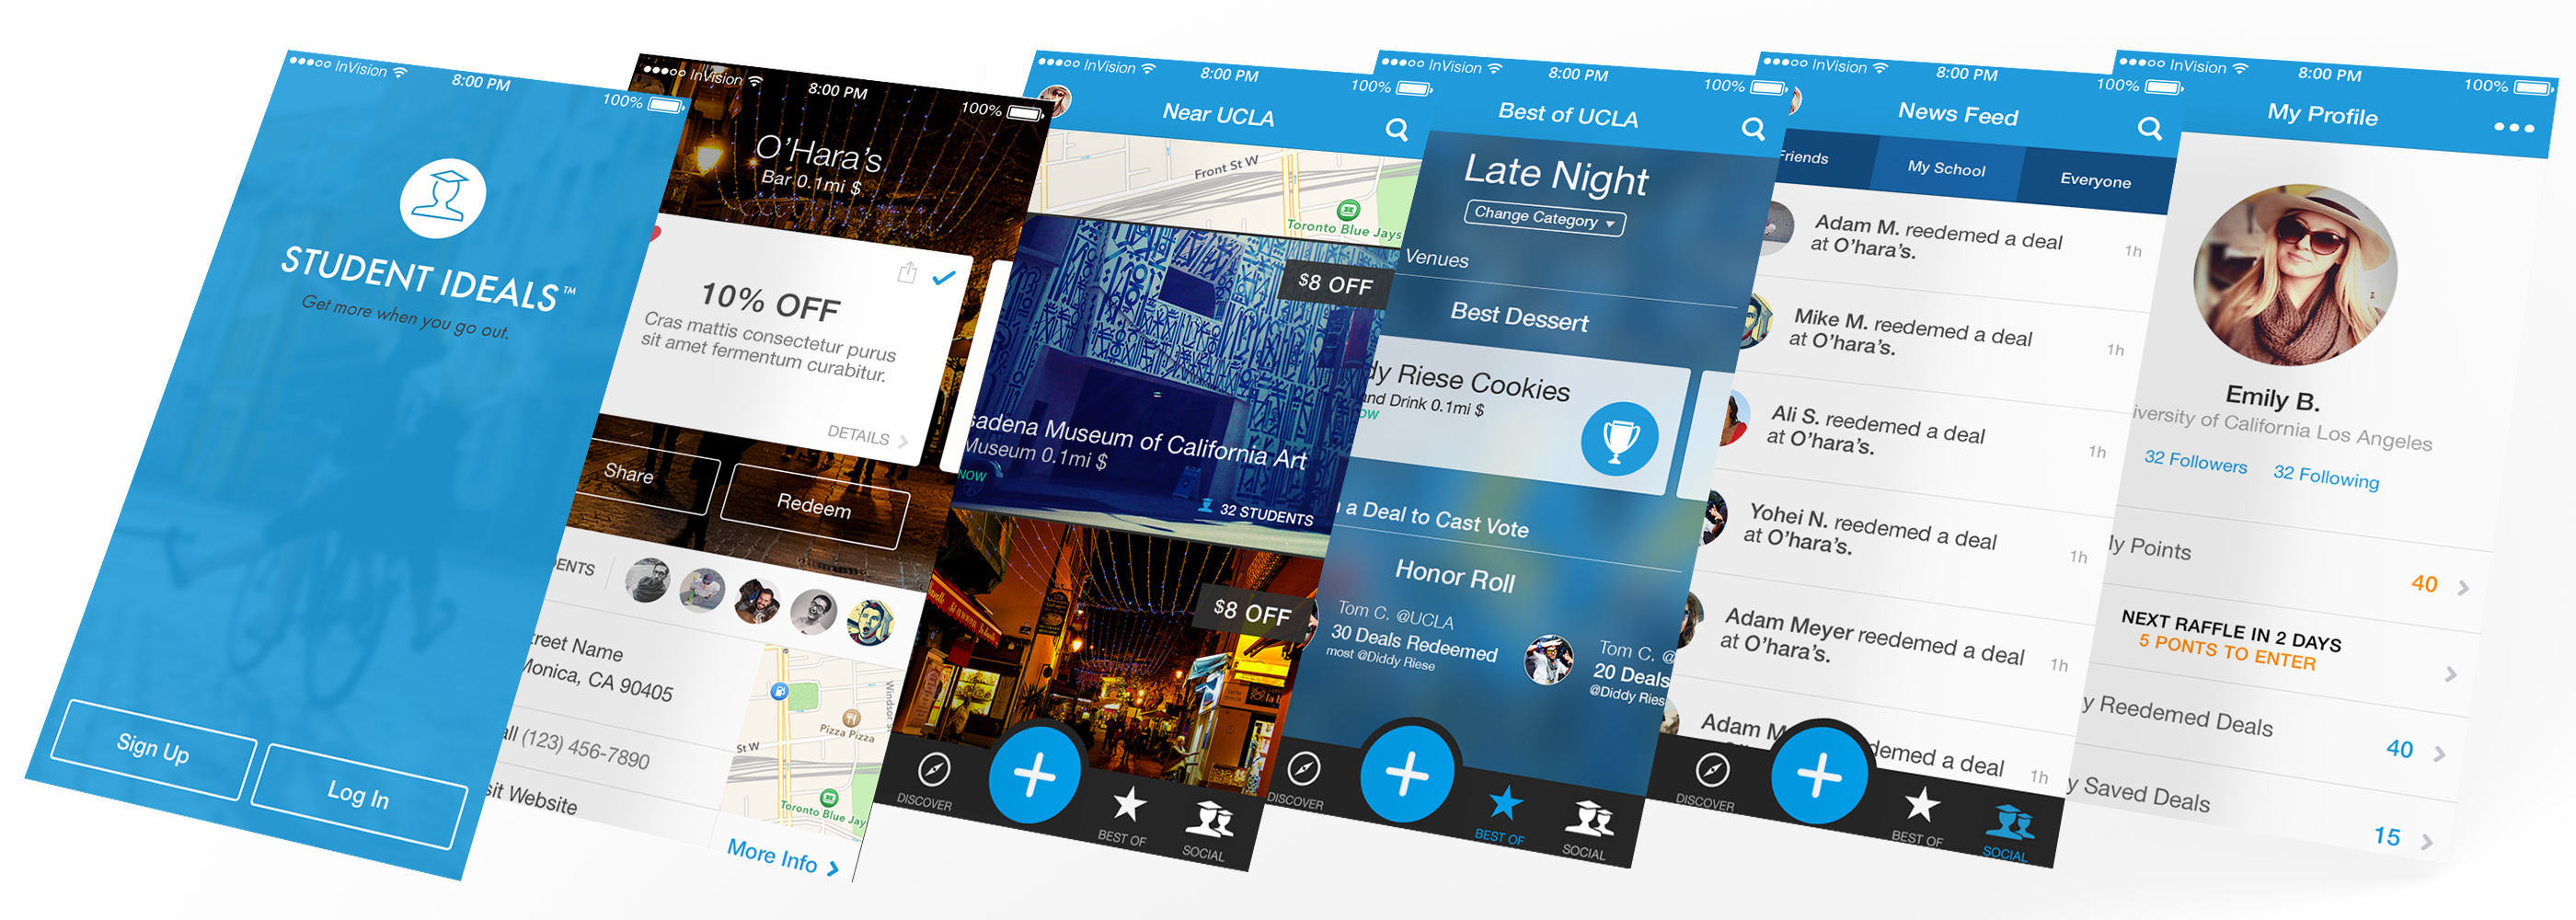 InVision
8:00 PM
100%
STUDENT IDEALS™
Get more when you go out.
Sign Up
Log In
InVision
8:00 PM
100%
O'Hara's
Bar 0.1mi $
10% OFF
Cras mattis consectetur purus
sit amet fermentum curabitur.
DETAILS
Share
Redeem
ENTS
treet Name
Monica, CA 90405
all (123) 456-7890
sit Website
St W
Pizza Pizza
Windsor S
Toronto Blue Jay
More Info
InVision
8:00 PM
100%
Near UCLA
Front St W
Toronto Blue Jays
$8 OFF
sadena Museum of California Art
Museum 0.1mi $
NOW
32 STUDENTS
$8 OFF
DISCOVER
BEST OF
SOCIAL
InVision
8:00 PM
100%
Best of UCLA
Late Night
Change Category
Venues
Best Dessert
dy Riese Cookies
and Drink 0.1mi $
OW
a Deal to Cast Vote
Honor Roll
Tom C. @UCLA
30 Deals Redeemed
most @Diddy Riese
Tom C. @
20 Deals
@Diddy Ries
DISCOVER
BEST OF
SOCIAL
InVision
8:00 PM
100%
News Feed
Friends
My School
Everyone
Adam M. reedemed a deal
at O'hara's.
1h
Mike M. reedemed a deal
at O'hara's.
1h
Ali S. reedemed a deal
at O'hara's.
1h
Yohei N. reedemed a deal
at O'hara's.
1h
Adam Meyer reedemed a deal
at O'hara's.
1h
Adam M
demed a deal
1h
DISCOVER
BEST OF
SOCIAL
InVision
8:00 PM
100%
My Profile
Emily B.
iversity of California Los Angeles
32 Followers
32 Following
My Points
40
NEXT RAFFLE IN 2 DAYS
5 PONTS TO ENTER
y Reedemed Deals
40
y Saved Deals
15